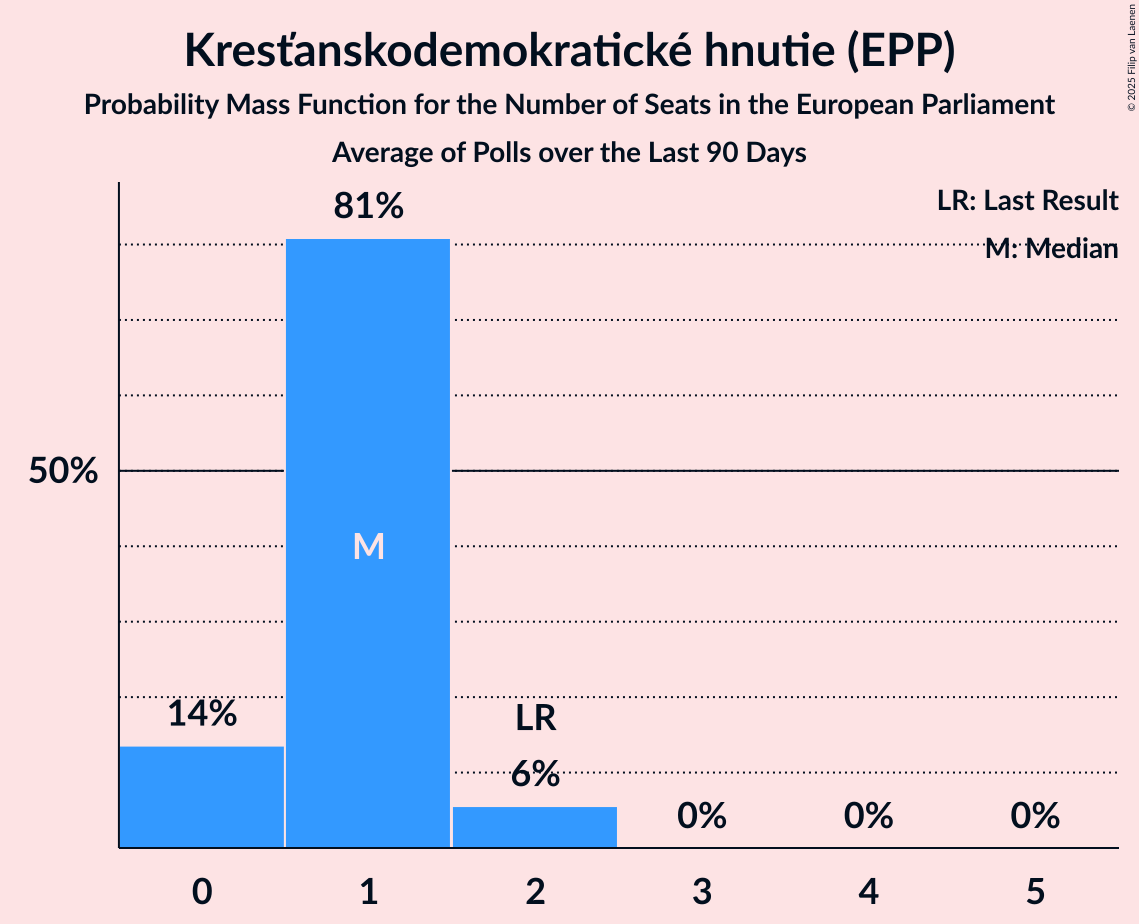 © 2025 Filip van Laenen
Kresťanskodemokratické hnutie (EPP)
Probability Mass Function for the Number of Seats in the European Parliament
Average of Polls over the Last 90 Days
LR: Last Result
M: Median
81%
50%
M
14%
LR
6%
0%
0%
0%
0
1
2
3
4
5